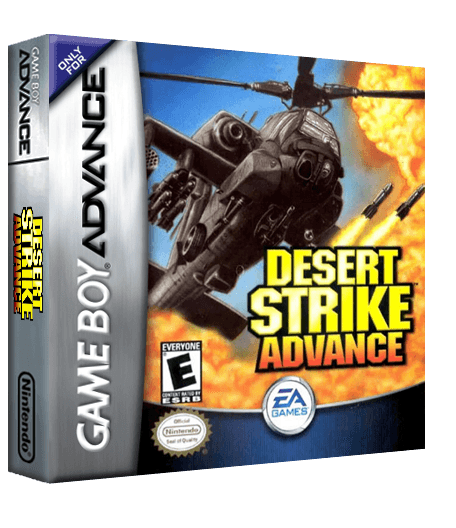 GAME BOY
ADVANCE
DESERT
STRIKE
ADVANCE
Nintendo
ONLY
FOR
GAME BOY ADVANCE
DESERT
STRIKE
ADVANCE
TM
EVERYONE
E
CONTENT RATED BY
ESRB
Official
Nintendo
Seal of Quality
EA
GAMES